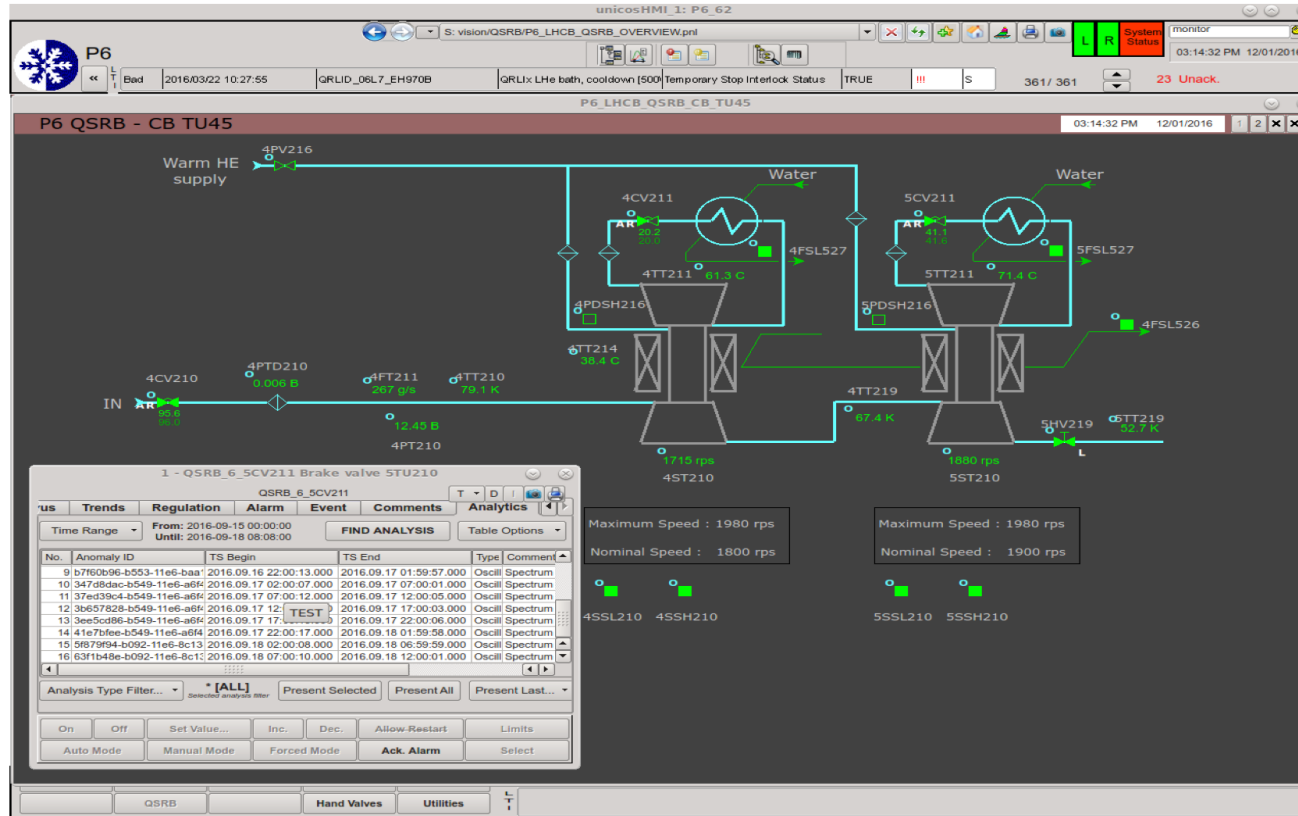 unicosHMI_1: P6_62
S: vision/QSRB/P6_LHCB_QSRB_OVERVIEW.pnl
P6
L R System Status
monitor
03:14:32 PM 12/01/2016
«
L T I
Bad 2016/03/22 10:27:55 QRLID_06L7_EH970B QRLIx LHe bath, cooldown [500 Temporary Stop Interlock Status TRUE !!! S
361/ 361
23 Unack.
P6_LHCB_QSRB_CB_TU45
P6 QSRB - CB TU45
03:14:32 PM 12/01/2016 1 2
4PV216
Warm HE
supply
Water
Water
4CV211
AR
20.2
20.0
5CV211
AR
41.1
41.6
4FSL527
5FSL527
4TT211
61.3 C
5TT211
71.4 C
4PDSH216
5PDSH216
4FSL526
4TT214
38.4 C
4PTD210
0.006 B
4CV210
IN
AR
95.6
96.0
4FT211
267 g/s
4TT210
79.1 K
12.45 B
4PT210
4TT219
67.4 K
5HV219
L
5TT219
52.7 K
1715 rps
4ST210
1880 rps
5ST210
Maximum Speed : 1980 rps
Nominal Speed : 1800 rps
Maximum Speed : 1980 rps
Nominal Speed : 1900 rps
4SSL210 4SSH210
5SSL210 5SSH210
1 - QSRB_6_5CV211 Brake valve 5TU210
QSRB_6_5CV211
T D I
Trends Regulation Alarm Event Comments Analytics
Time Range
From: 2016-09-15 00:00:00
Until: 2016-09-18 08:08:00
FIND ANALYSIS
Table Options
No. Anomaly ID TS Begin TS End Type Comment
9 b7f60b96-b553-11e6-baa 2016.09.16 22:00:13.000 2016.09.17 01:59:57.000 Oscill Spectrum
10 347d8dac-b549-11e6-a6f4 2016.09.17 02:00:07.000 2016.09.17 07:00:01.000 Oscill Spectrum
11 37ed39c4-b549-11e6-a6f4 2016.09.17 07:00:12.000 2016.09.17 12:00:05.000 Oscill Spectrum
12 3b657828-b549-11e6-a6f4 2016.09.17 12: 2016.09.17 17:00:03.000 Oscill Spectrum
TEST
13 3ee5cd86-b549-11e6-a6f4 2016.09.17 17: 2016.09.17 22:00:06.000 Oscill Spectrum
14 41e7bfee-b549-11e6-a6f4 2016.09.17 22:00:17.000 2016.09.18 01:59:58.000 Oscill Spectrum
15 5f879f94-b092-11e6-8c13 2016.09.18 02:00:08.000 2016.09.18 06:59:59.000 Oscill Spectrum
16 63f1b48e-b092-11e6-8c1 2016.09.18 07:00:10.000 2016.09.18 12:00:01.000 Oscill Spectrum
Analysis Type Filter...
* [ALL]
Selected analysis filter
Present Selected
Present All
Present Last...
On Off Set Value... Inc. Dec. Allow Restart Limits
Auto Mode Manual Mode Forced Mode Ack. Alarm Select
QSRB Hand Valves Utilities
L T I